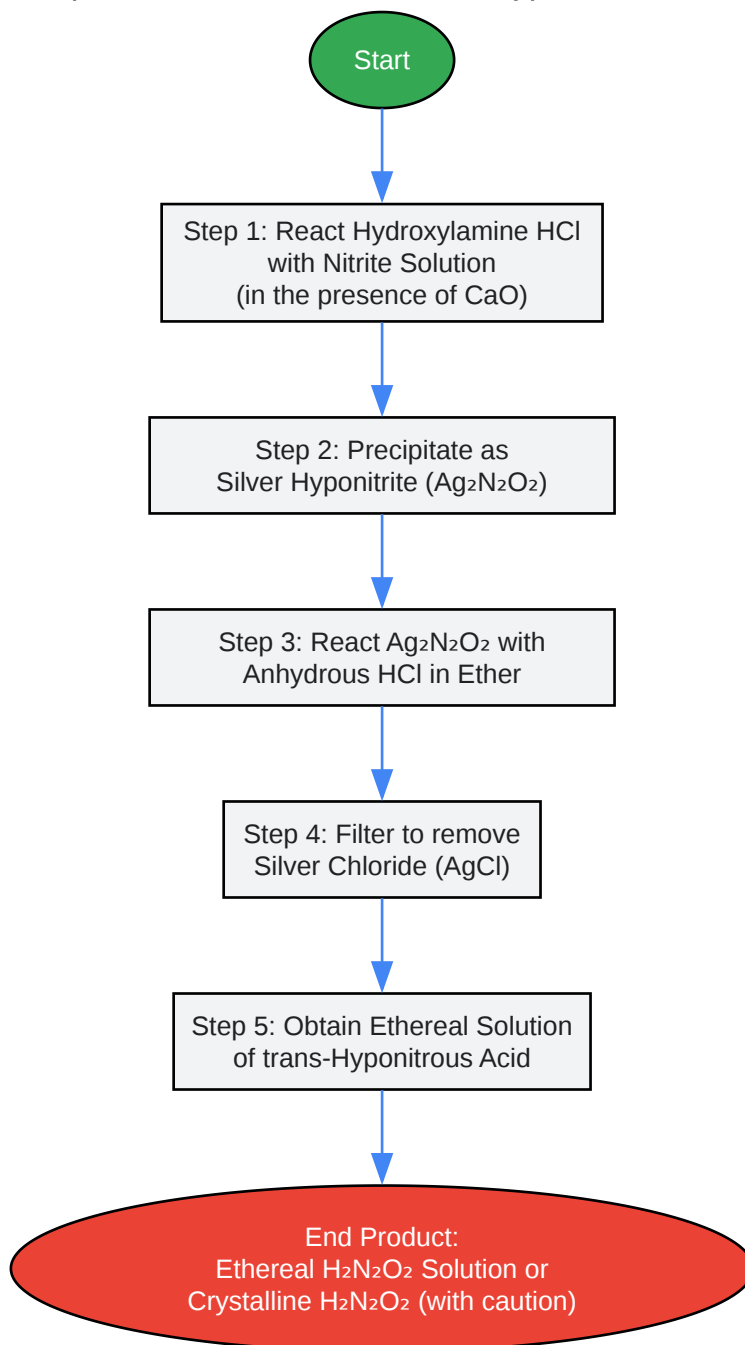 Start
Step 1: React Hydroxylamine HCl
with Nitrite Solution
(in the presence of CaO)
Step 2: Precipitate as
Silver Hyponitrite (Ag₂N₂O₂)
Step 3: React Ag₂N₂O₂ with
Anhydrous HCl in Ether
Step 4: Filter to remove
Silver Chloride (AgCl)
Step 5: Obtain Ethereal Solution
of trans-Hyponitrous Acid
End Product:
Ethereal H₂N₂O₂ Solution or
Crystalline H₂N₂O₂ (with caution)